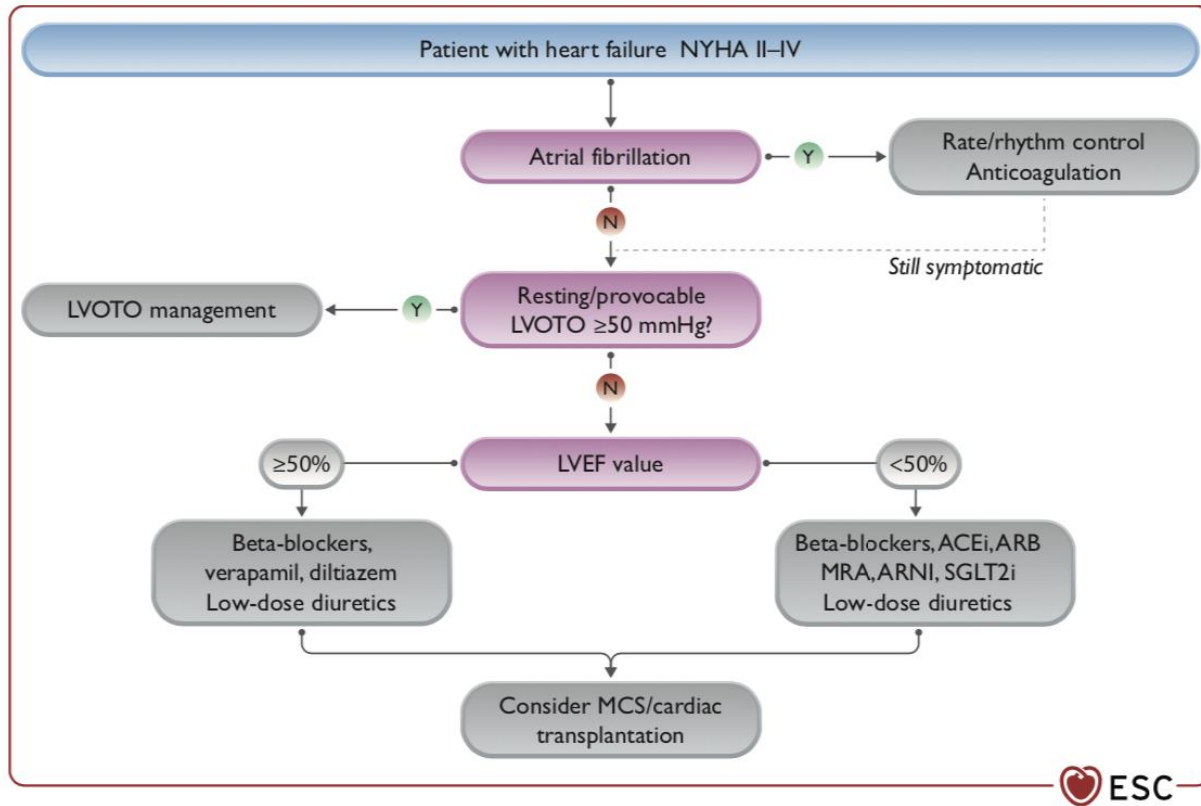 Patient with heart failure NYHA II–IV
Atrial fibrillation
Y
Rate/rhythm control
Anticoagulation
N
Still symptomatic
LVOTO management
Y
Resting/provocable
LVOTO ≥50 mmHg?
N
≥50%
LVEF value
<50%
Beta-blockers,
verapamil, diltiazem
Low-dose diuretics
Beta-blockers, ACEi, ARB
MRA, ARNI, SGLT2i
Low-dose diuretics
Consider MCS/cardiac
transplantation
ESC